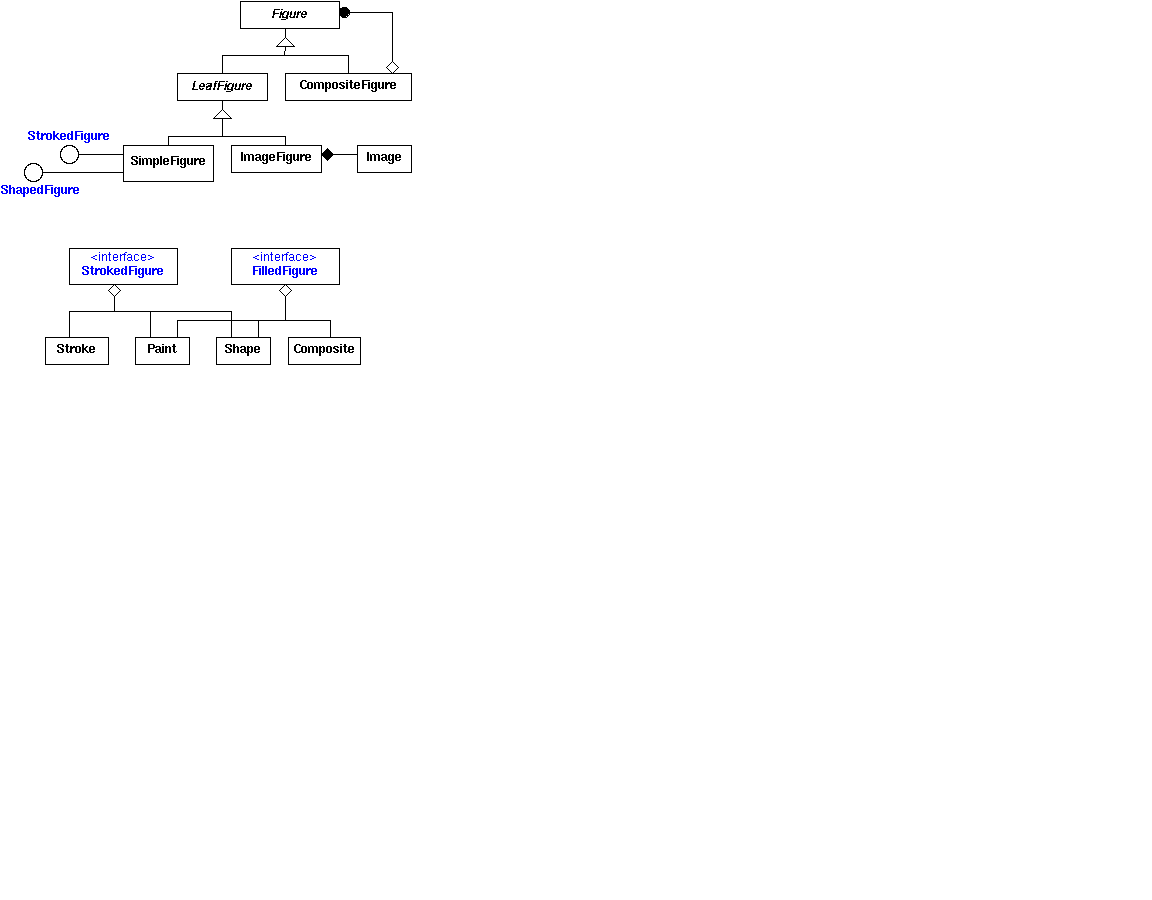 Figure
LeafFigure
CompositeFigure
StrokedFigure
SimpleFigure
ImageFigure
Image
ShapedFigure
<interface>
StrokedFigure
<interface>
FilledFigure
Stroke
Paint
Shape
Composite